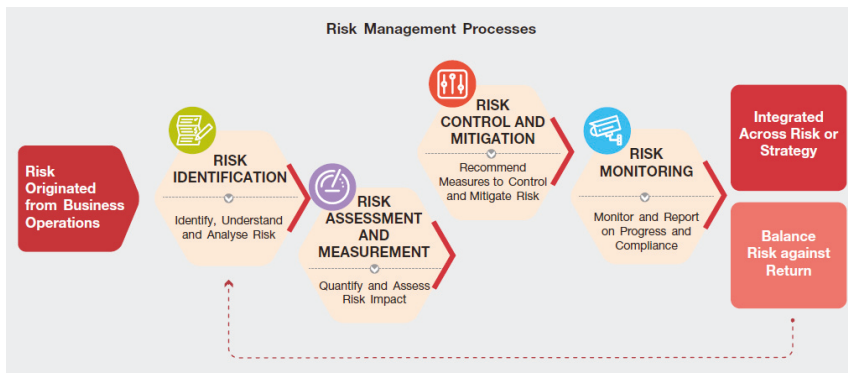 Risk Management Processes
Risk
Originated
from Business
Operations
RISK
IDENTIFICATION
Identify, Understand
and Analyse Risk
RISK
ASSESSMENT
AND
MEASUREMENT
Quantify and Assess
Risk Impact
RISK
CONTROL AND
MITIGATION
Recommend
Measures to Control
and Mitigate Risk
RISK
MONITORING
Monitor and Report
on Progress and
Compliance
Integrated
Across Risk or
Strategy
Balance
Risk against
Return